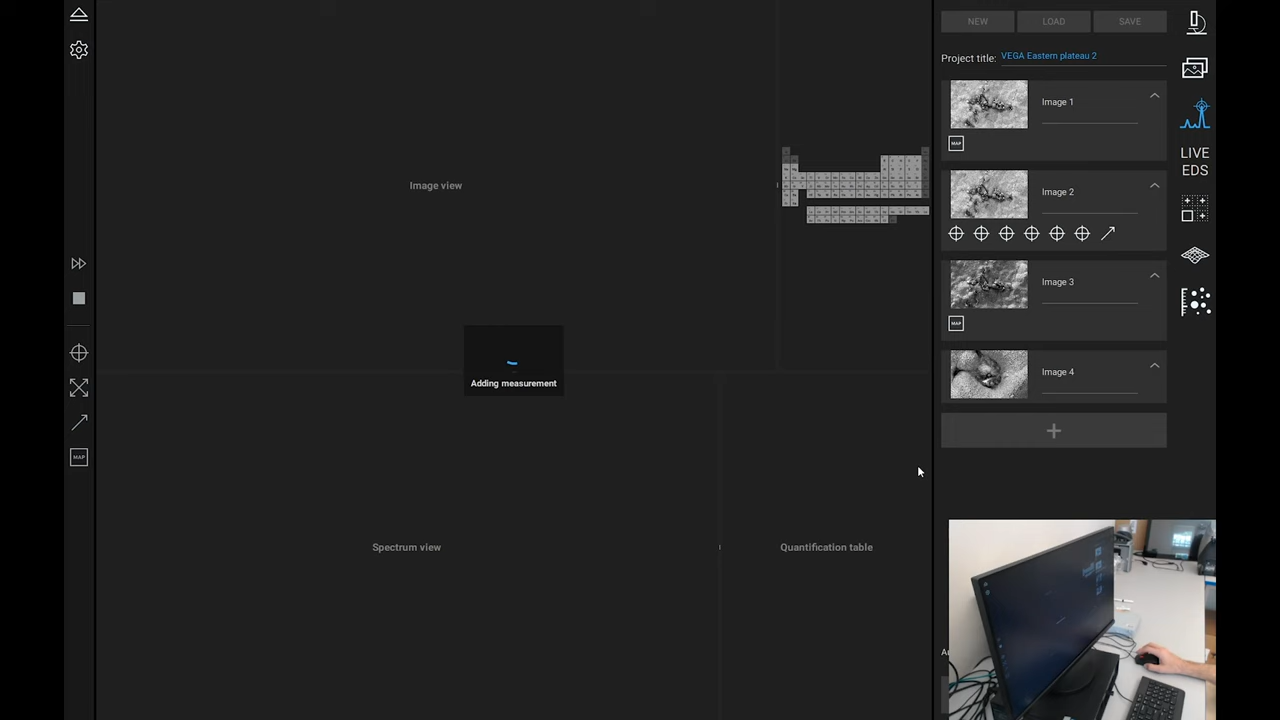 NEW LOAD SAVE
Project title: VEGA Eastern plateau 2
Image 1
MAP
Image 2
LIVE
EDS
Image 3
MAP
Image 4
Image view
Adding measurement
MAP
Spectrum view
Quantification table